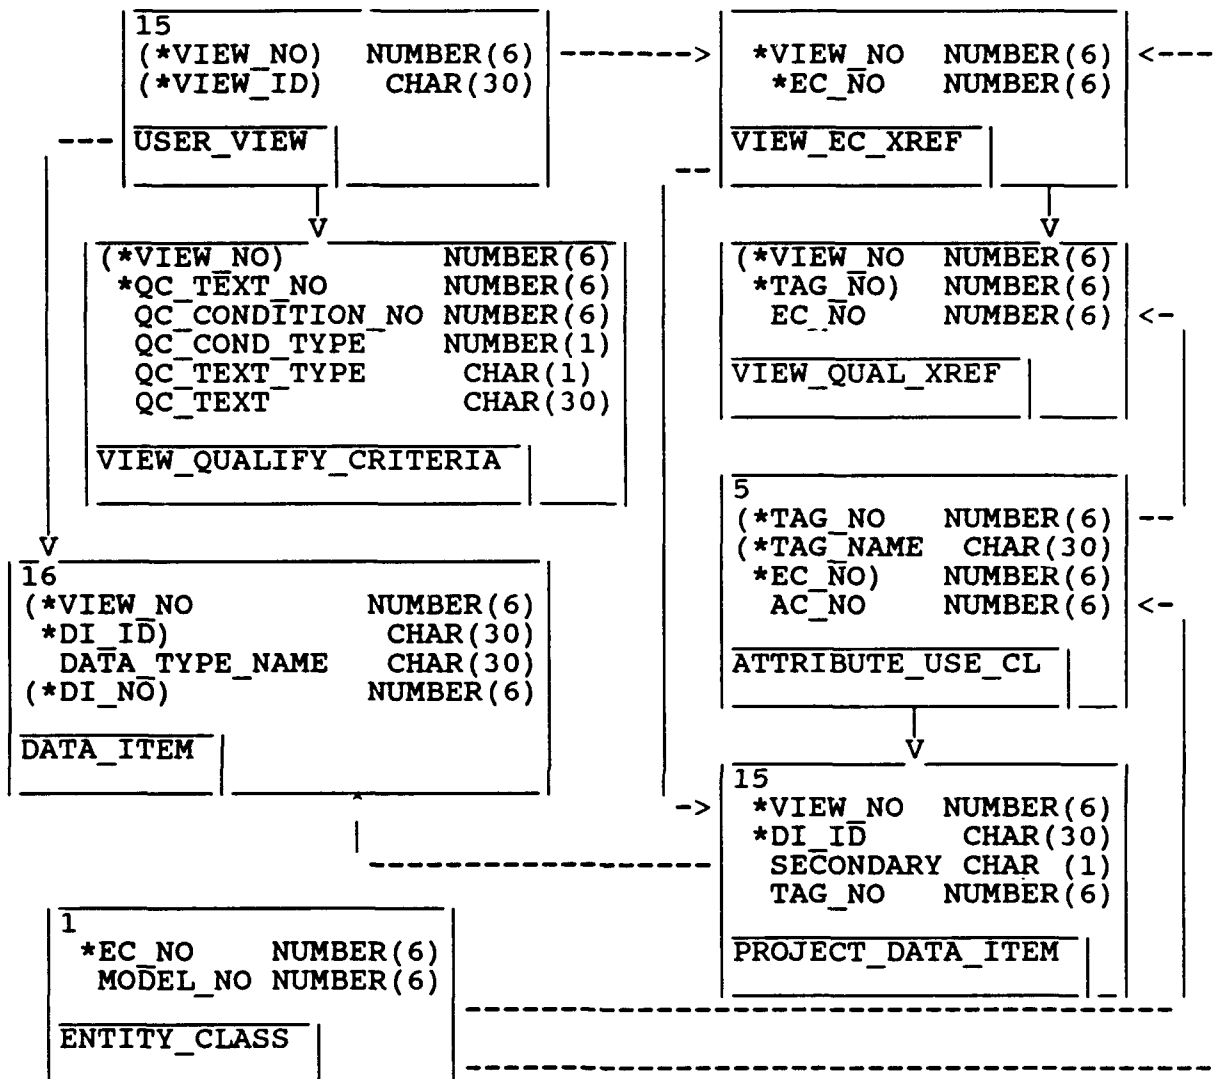 15
(*VIEW_NO) NUMBER(6)
(*VIEW_ID) CHAR(30)
USER_VIEW
*VIEW_NO NUMBER(6)
*EC_NO NUMBER(6)
VIEW_EC_XREF
(*VIEW_NO) NUMBER(6)
*QC_TEXT_NO NUMBER(6)
QC_CONDITION_NO NUMBER(6)
QC_COND_TYPE NUMBER(1)
QC_TEXT_TYPE CHAR(1)
QC_TEXT CHAR(30)
VIEW_QUALIFY_CRITERIA
(*VIEW_NO NUMBER(6)
*TAG_NO) NUMBER(6)
EC_NO NUMBER(6)
VIEW_QUAL_XREF
5
(*TAG_NO NUMBER(6)
(*TAG_NAME CHAR(30)
*EC_NO) NUMBER(6)
AC_NO NUMBER(6)
ATTRIBUTE_USE_CL
16
(*VIEW_NO NUMBER(6)
*DI_ID) CHAR(30)
DATA_TYPE_NAME CHAR(30)
(*DI_NO) NUMBER(6)
DATA_ITEM
15
*VIEW_NO NUMBER(6)
*DI_ID CHAR(30)
SECONDARY CHAR (1)
TAG_NO NUMBER(6)
PROJECT_DATA_ITEM
1
*EC_NO NUMBER(6)
MODEL_NO NUMBER(6)
ENTITY_CLASS